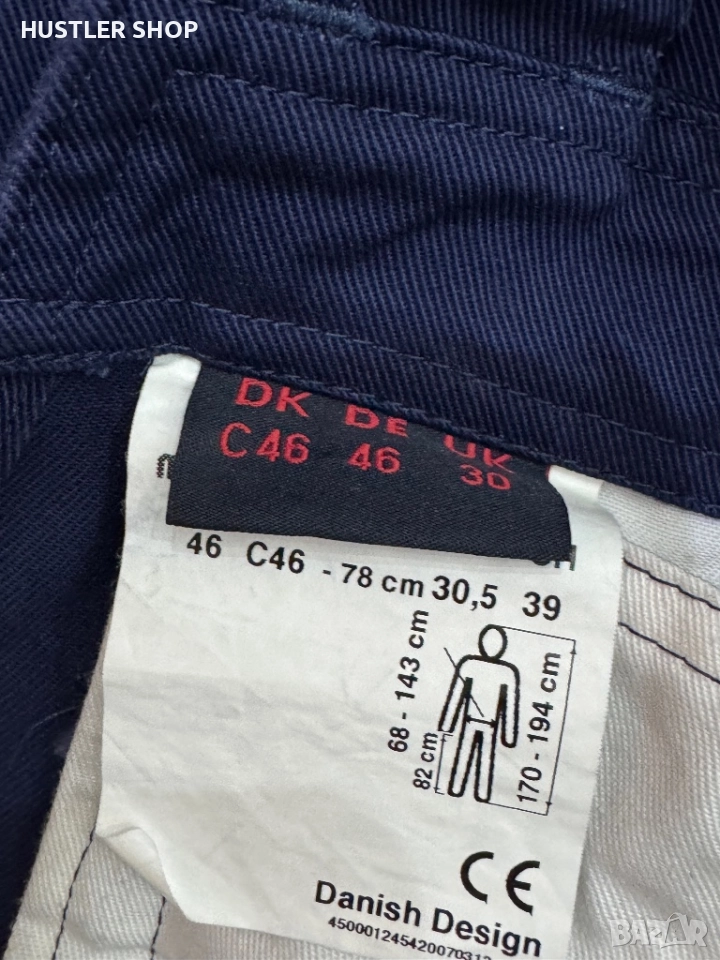 HUSTLER SHOP
DK DE UK
C46 46 30
46 C46 - 78 cm 30,5 39
68 - 143 cm
82 cm
170 - 194 cm
CE
Danish Design
BAZAR